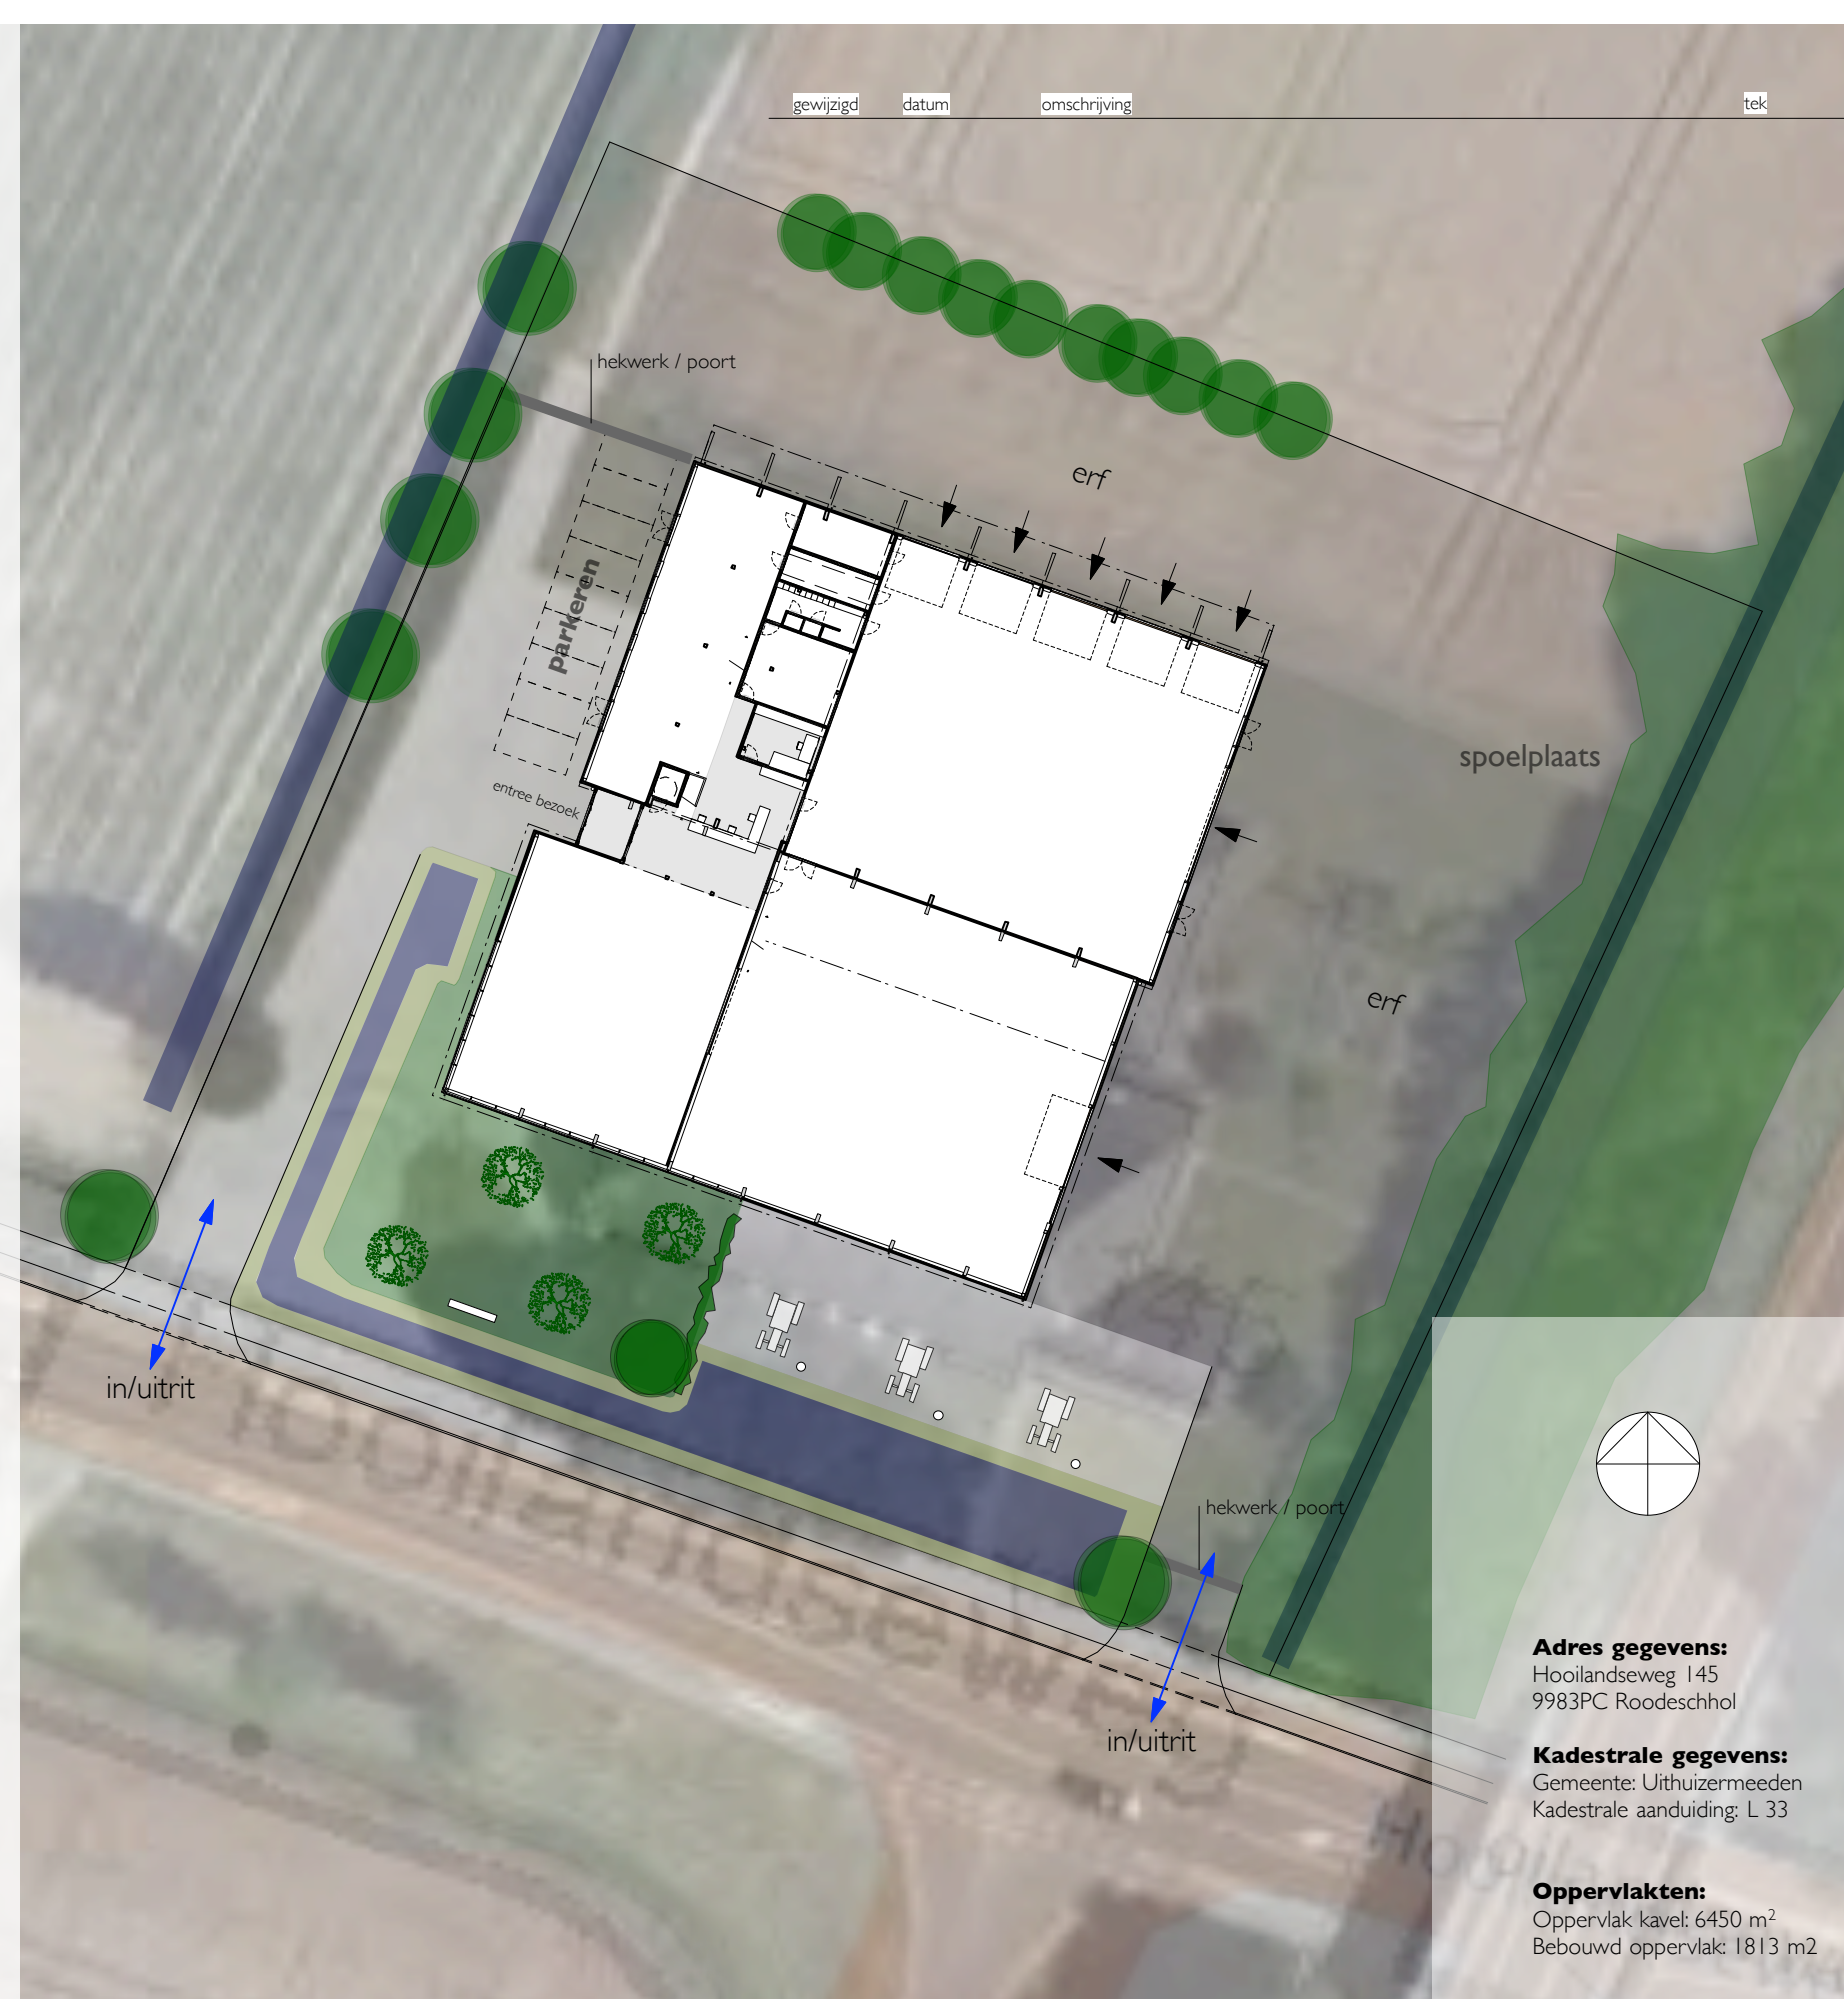 gewijzigd datum omschrijving tek
hekwerk / poort
erf
parkeren
spoelplaats
entree bezoek
erf
in/uitrit
hekwerk / poort
in/uitrit
Adres gegevens:
Hooilandseweg 145
9983PC Roodeschhol
Kadestrale gegevens:
Gemeente: Uithuizermeeden
Kadestrale aanduiding: L 33
Oppervlakten:
Oppervlak kavel: 6450 m²
Bebouwd oppervlak: 1813 m2